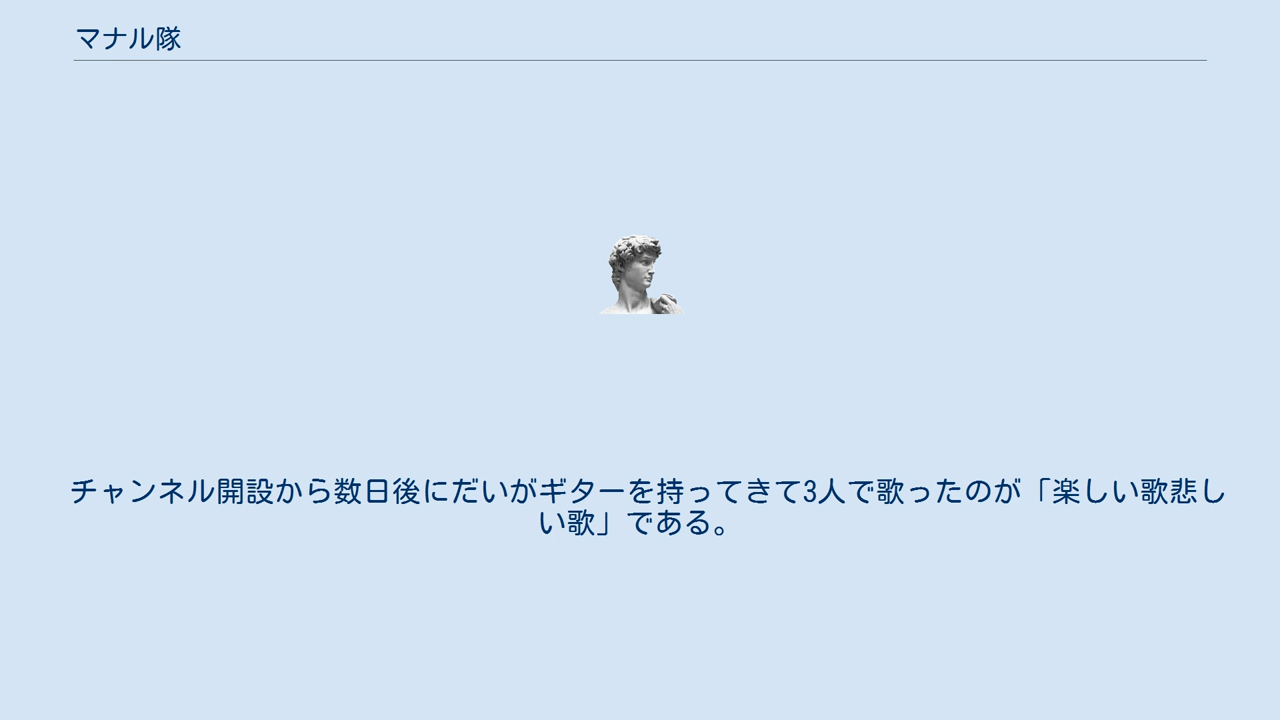 マナル隊
チャンネル開設から数日後にだいがギターを持ってきて3人で歌ったのが「楽しい歌悲し
い歌」である。